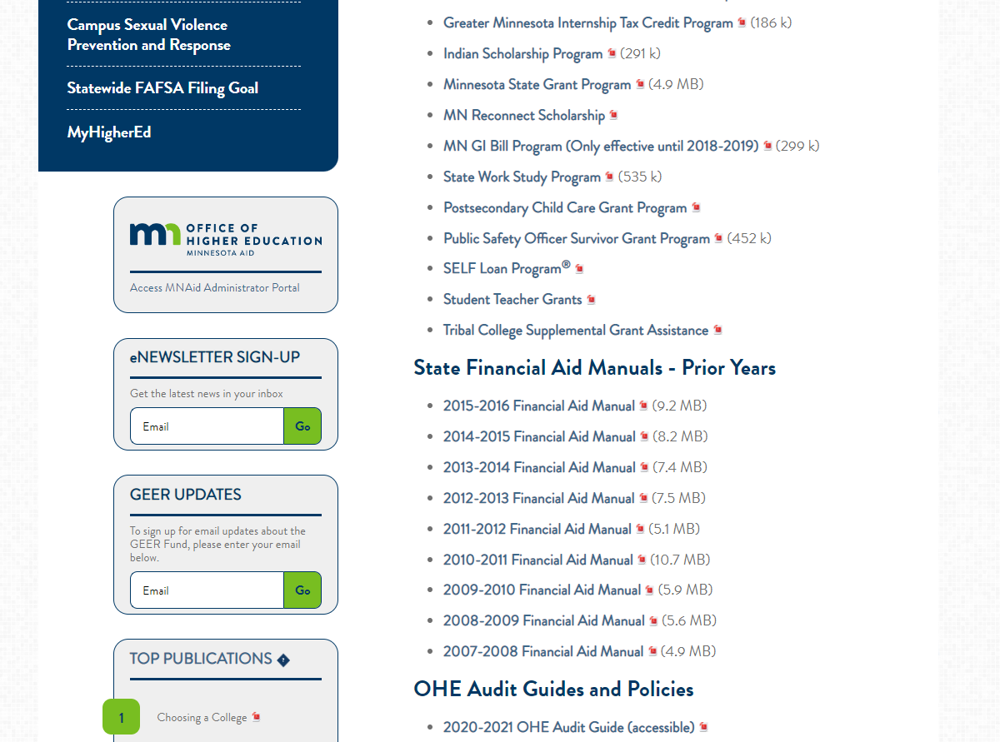 Campus Sexual Violence
Prevention and Response
Statewide FAFSA Filing Goal
MyHigherEd
mn OFFICE OF
HIGHER EDUCATION
MINNESOTA AID
Access MNAid Administrator Portal
eNEWSLETTER SIGN-UP
Get the latest news in your inbox
Email Go
GEER UPDATES
To sign up for email updates about the
GEER Fund, please enter your email
below.
Email Go
TOP PUBLICATIONS ?
1 Choosing a College
Greater Minnesota Internship Tax Credit Program (186 k)
Indian Scholarship Program (291 k)
Minnesota State Grant Program (4.9 MB)
MN Reconnect Scholarship
MN GI Bill Program (Only effective until 2018-2019) (299 k)
State Work Study Program (535 k)
Postsecondary Child Care Grant Program
Public Safety Officer Survivor Grant Program (452 k)
SELF Loan Program®
Student Teacher Grants
Tribal College Supplemental Grant Assistance
State Financial Aid Manuals - Prior Years
2015-2016 Financial Aid Manual (9.2 MB)
2014-2015 Financial Aid Manual (8.2 MB)
2013-2014 Financial Aid Manual (7.4 MB)
2012-2013 Financial Aid Manual (7.5 MB)
2011-2012 Financial Aid Manual (5.1 MB)
2010-2011 Financial Aid Manual (10.7 MB)
2009-2010 Financial Aid Manual (5.9 MB)
2008-2009 Financial Aid Manual (5.6 MB)
2007-2008 Financial Aid Manual (4.9 MB)
OHE Audit Guides and Policies
2020-2021 OHE Audit Guide (accessible)